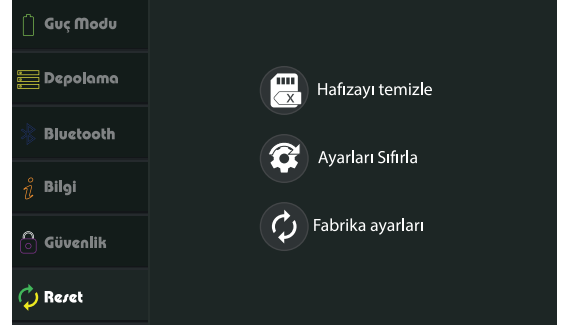 Guç Modu
Depolama
Bluetooth
Bilgi
Güvenlik
Reset
Hafızayı temizle
X
Ayarları Sıfırla
Fabrika ayarları